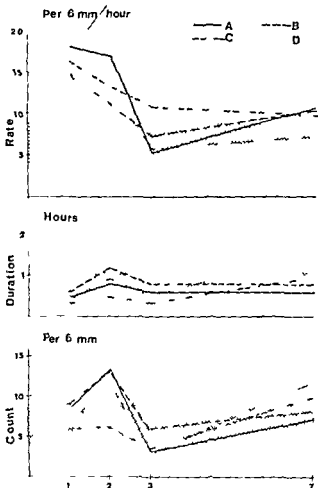 Per 6 mm/hour
A B
C D
20
15
10
5
Rate
Hours
2
1
Duration
Per 6 mm
15
10
5
Count
1 2 3 7